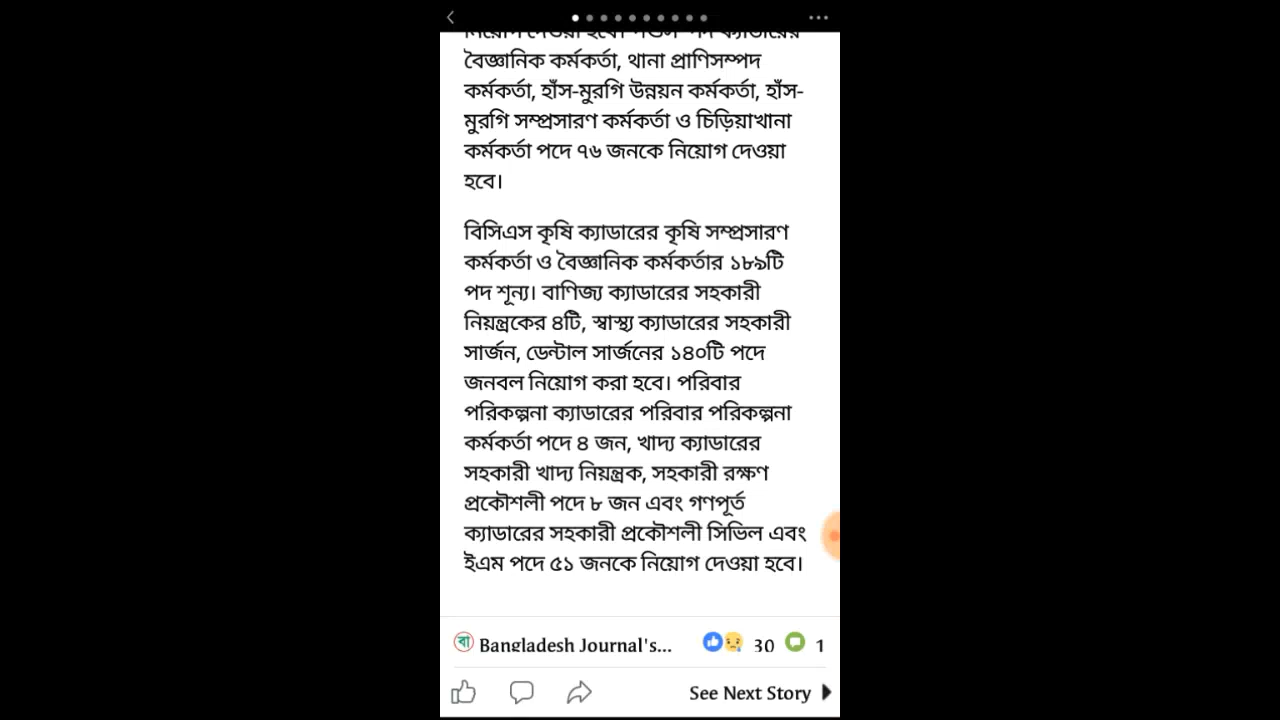 বৈজ্ঞানিক কর্মকর্তা, থানা প্রাণিসম্পদ
কর্মকর্তা, হাঁস-মুরগি উন্নয়ন কর্মকর্তা, হাঁস-
মুরগি সম্প্রসারণ কর্মকর্তা ও চিড়িয়াখানা
কর্মকর্তা পদে ৭৬ জনকে নিয়োগ দেওয়া
হবে।
বিসিএস কৃষি ক্যাডারের কৃষি সম্প্রসারণ
কর্মকর্তা ও বৈজ্ঞানিক কর্মকর্তার ১৮৯টি
পদ শূন্য। বাণিজ্য ক্যাডারের সহকারী
নিয়ন্ত্রকের ৪টি, স্বাস্থ্য ক্যাডারের সহকারী
সার্জন, ডেন্টাল সার্জনের ১৪০টি পদে
জনবল নিয়োগ করা হবে। পরিবার
পরিকল্পনা ক্যাডারের পরিবার পরিকল্পনা
কর্মকর্তা পদে ৪ জন, খাদ্য ক্যাডারের
সহকারী খাদ্য নিয়ন্ত্রক, সহকারী রক্ষণ
প্রকৌশলী পদে ৮ জন এবং গণপূর্ত
ক্যাডারের সহকারী প্রকৌশলী সিভিল এবং
ইএম পদে ৫১ জনকে নিয়োগ দেওয়া হবে।
বা Bangladesh Journal's... 30 1
See Next Story